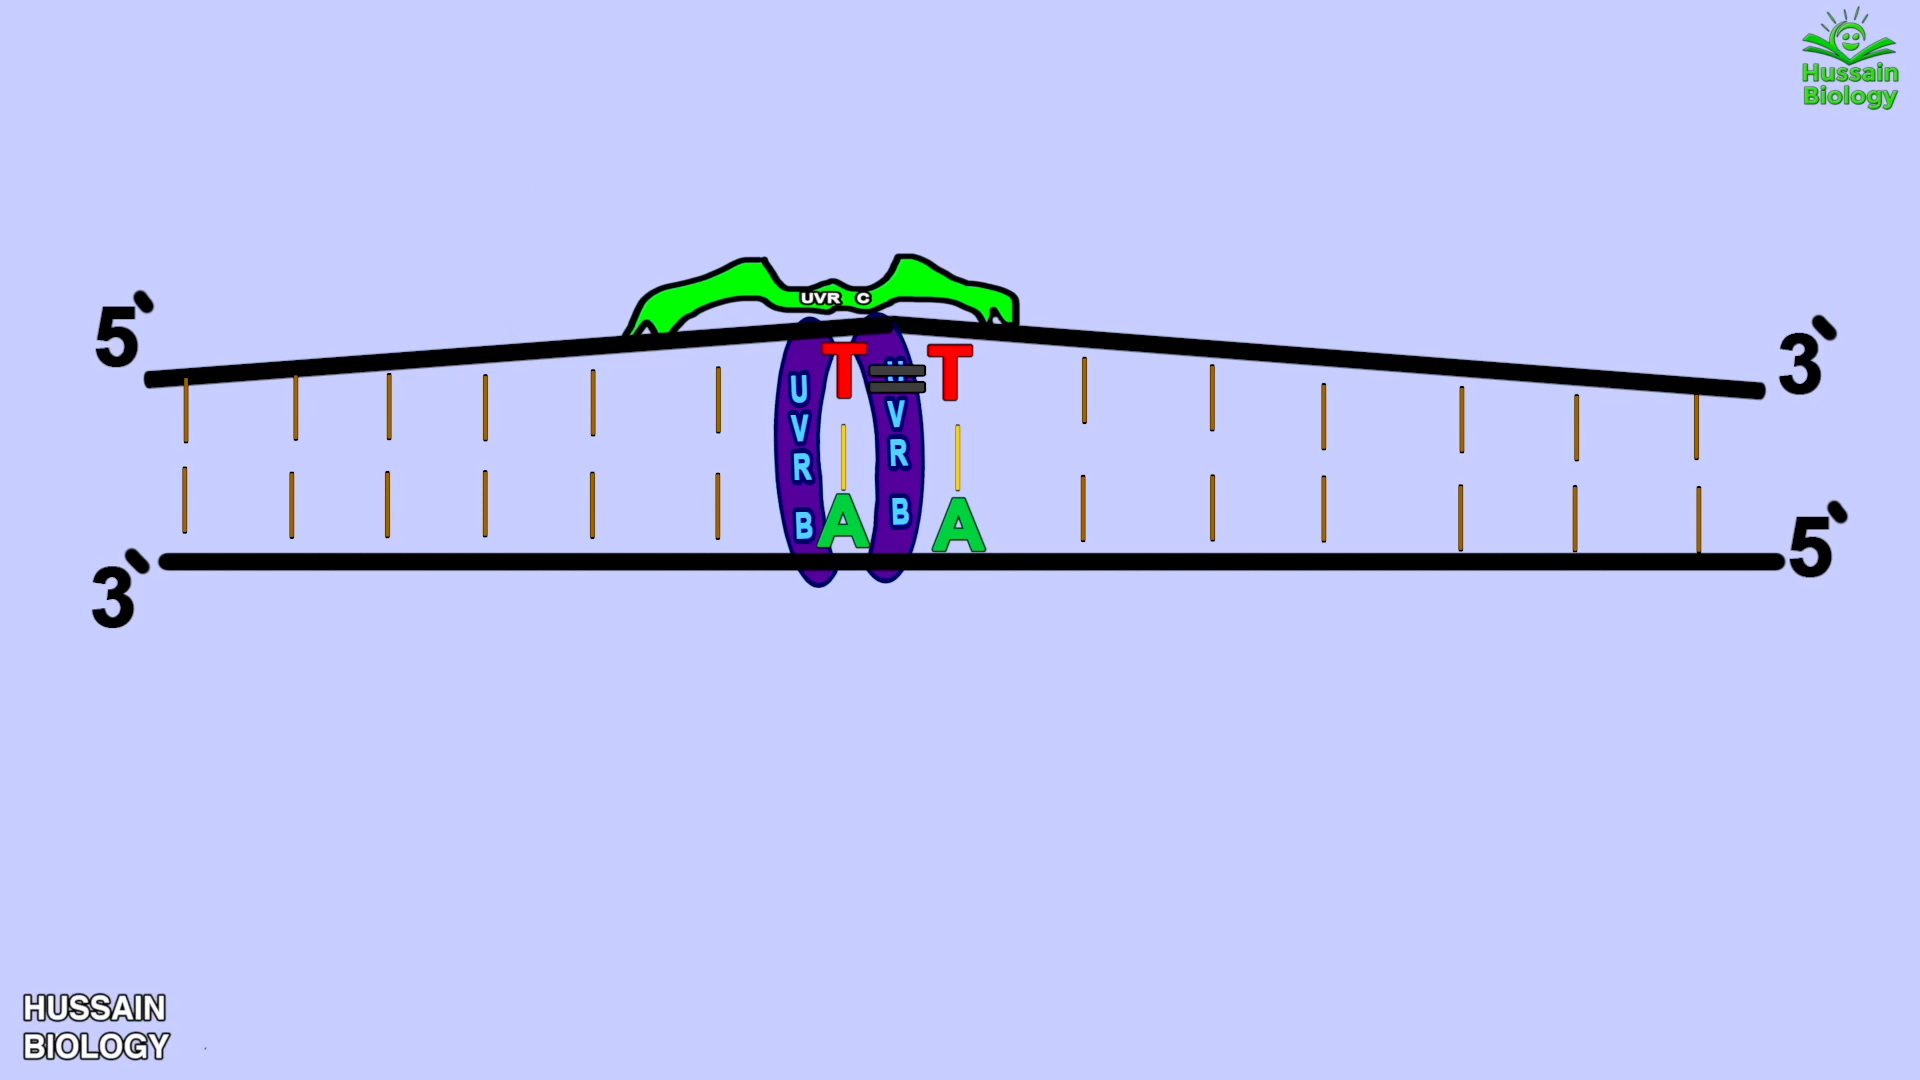 Hussain
Biology
UVR C
5`
3`
T T
U
V
R
B
U
V
R
B
A A
3`
5`
HUSSAIN
BIOLOGY